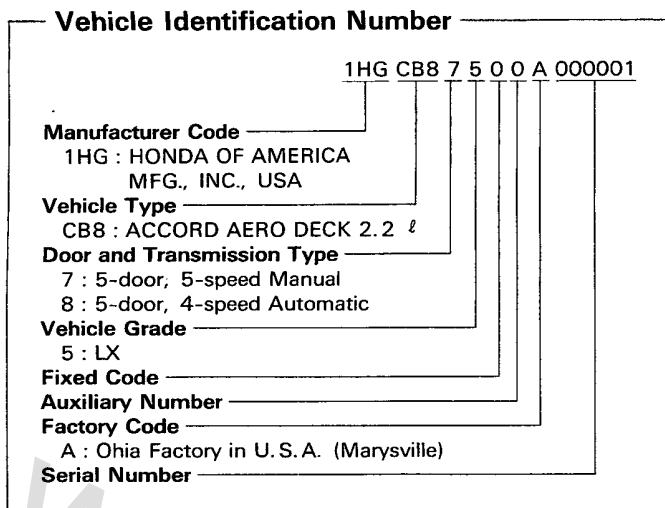 Vehicle Identification Number
1HG CB8 7 5 0 0 A 000001
Manufacturer Code
1HG : HONDA OF AMERICA
MFG., INC., USA
Vehicle Type
CB8 : ACCORD AERO DECK 2.2 ℓ
Door and Transmission Type
7 : 5-door, 5-speed Manual
8 : 5-door, 4-speed Automatic
Vehicle Grade
5 : LX
Fixed Code
Auxiliary Number
Factory Code
A : Ohia Factory in U.S.A. (Marysville)
Serial Number